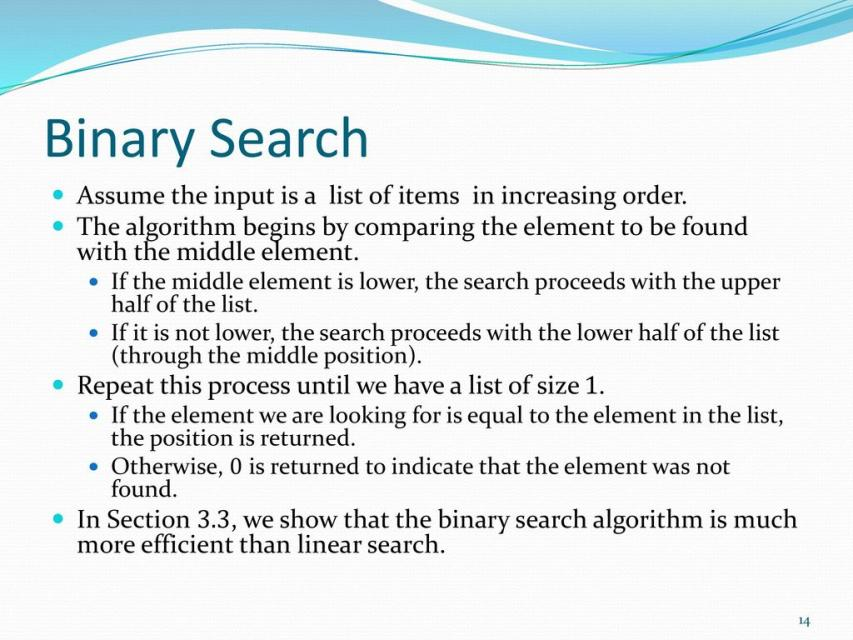 Binary Search
• Assume the input is a list of items in increasing order.
• The algorithm begins by comparing the element to be found
with the middle element.
• If the middle element is lower, the search proceeds with the upper
half of the list.
• If it is not lower, the search proceeds with the lower half of the list
(through the middle position).
• Repeat this process until we have a list of size 1.
• If the element we are looking for is equal to the element in the list,
the position is returned.
• Otherwise, 0 is returned to indicate that the element was not
found.
• In Section 3.3, we show that the binary search algorithm is much
more efficient than linear search.
14